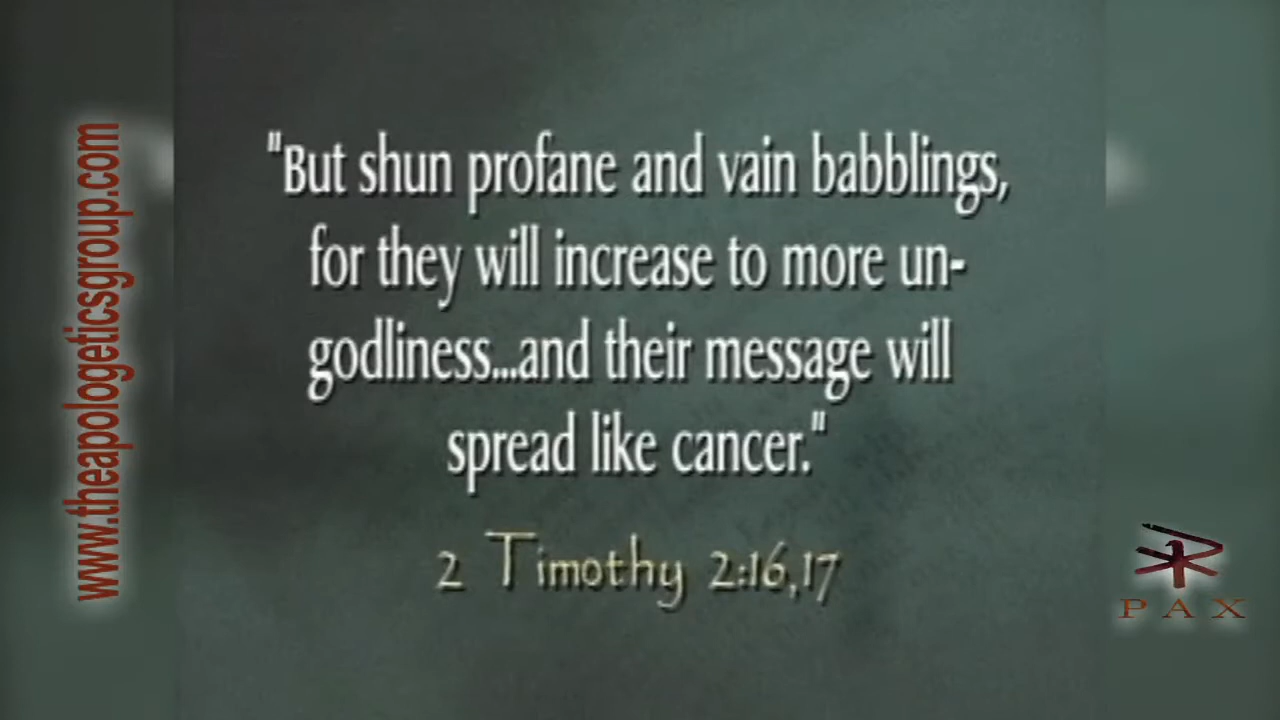 www.theapologeticsgroup.com
"But shun profane and vain babblings,
for they will increase to more un-
godliness...and their message will
spread like cancer."
2 Timothy 2:16,17
PAX